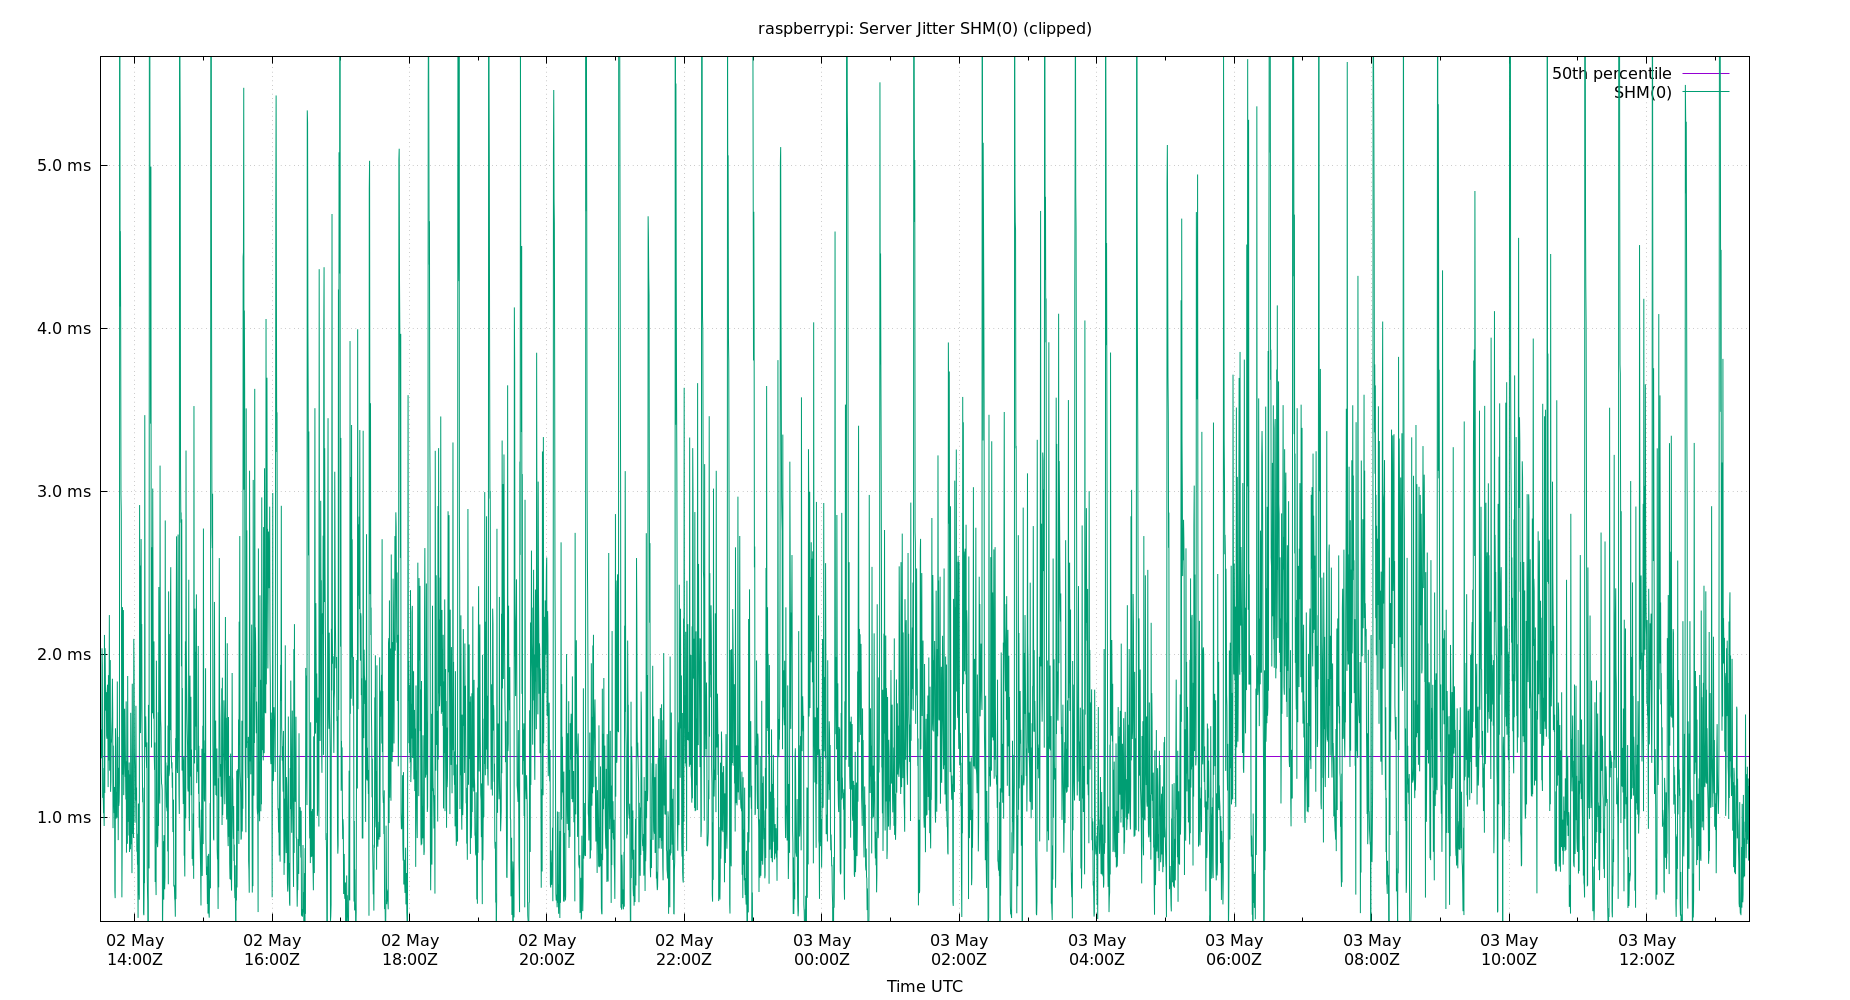 raspberrypi: Server Jitter SHM(0) (clipped)
50th percentile
SHM(0)
5.0 ms
4.0 ms
3.0 ms
2.0 ms
1.0 ms
02 May 02 May 02 May 02 May 02 May 03 May 03 May 03 May 03 May 03 May 03 May 03 May
14:00Z 16:00Z 18:00Z 20:00Z 22:00Z 00:00Z 02:00Z 04:00Z 06:00Z 08:00Z 10:00Z 12:00Z
Time UTC